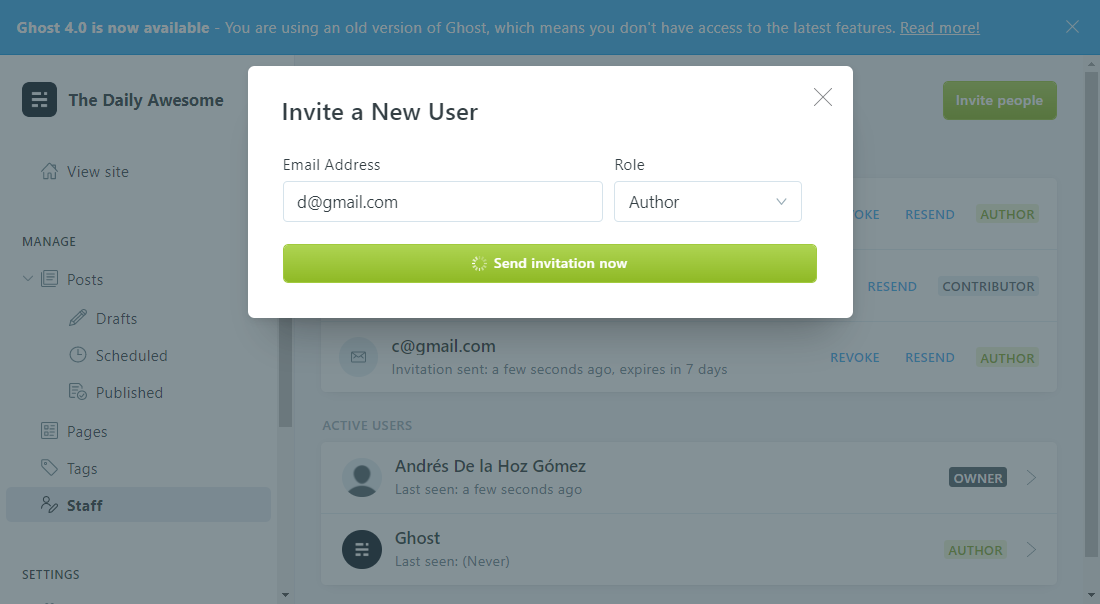 Ghost 4.0 is now available - You are using an old version of Ghost, which means you don't have access to the latest features. Read more!
The Daily Awesome
View site
MANAGE
Posts
Drafts
Scheduled
Published
Pages
Tags
Staff
SETTINGS
Invite people
Invite a New User
Email Address
Role
d@gmail.com
Author
Send invitation now
RESEND AUTHOR
RESEND CONTRIBUTOR
c@gmail.com
Invitation sent: a few seconds ago, expires in 7 days
REVOKE RESEND AUTHOR
ACTIVE USERS
Andrés De la Hoz Gómez
Last seen: a few seconds ago
OWNER
Ghost
Last seen: (Never)
AUTHOR